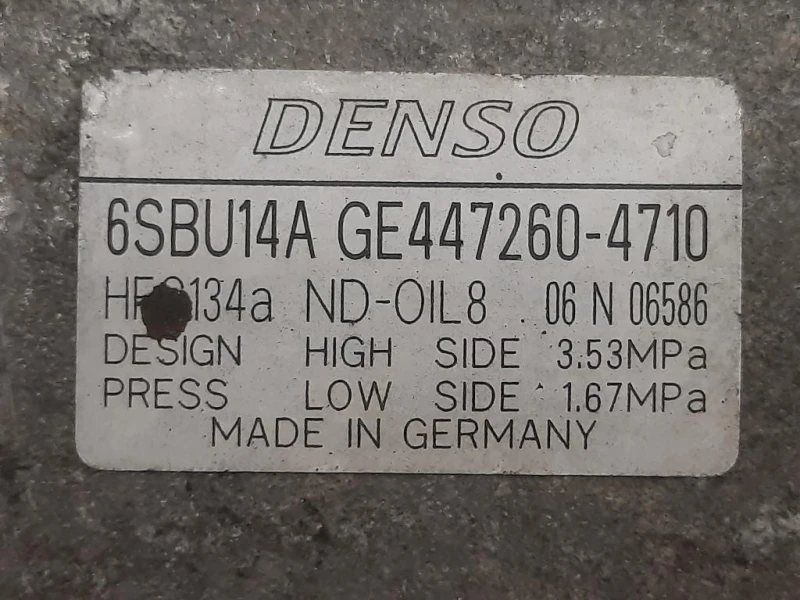 DENSO
6SBU14A GE447260-4710
ND-OIL8 06 N 06586
DESIGN HIGH SIDE 3.53MPa
PRESS LOW SIDE 1.67MPa
MADE IN GERMANY